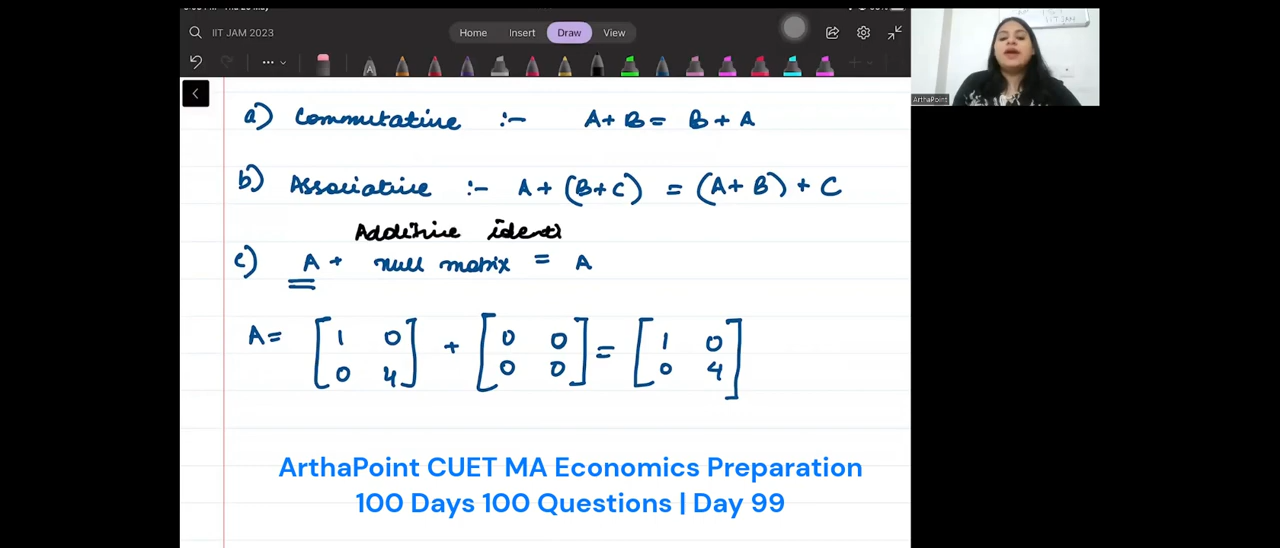 IIT JAM 2023
Home Insert Draw View
ArthaPoint
a) Commutative :- A + B = B + A
b) Associative :- A + (B + C) = (A + B) + C
Additive identi
c) A + null matrix = A
A = [ 1 0 + [ 0 0 = [ 1 0
0 4 ] 0 0 ] 0 4 ]
ArthaPoint CUET MA Economics Preparation
100 Days 100 Questions | Day 99